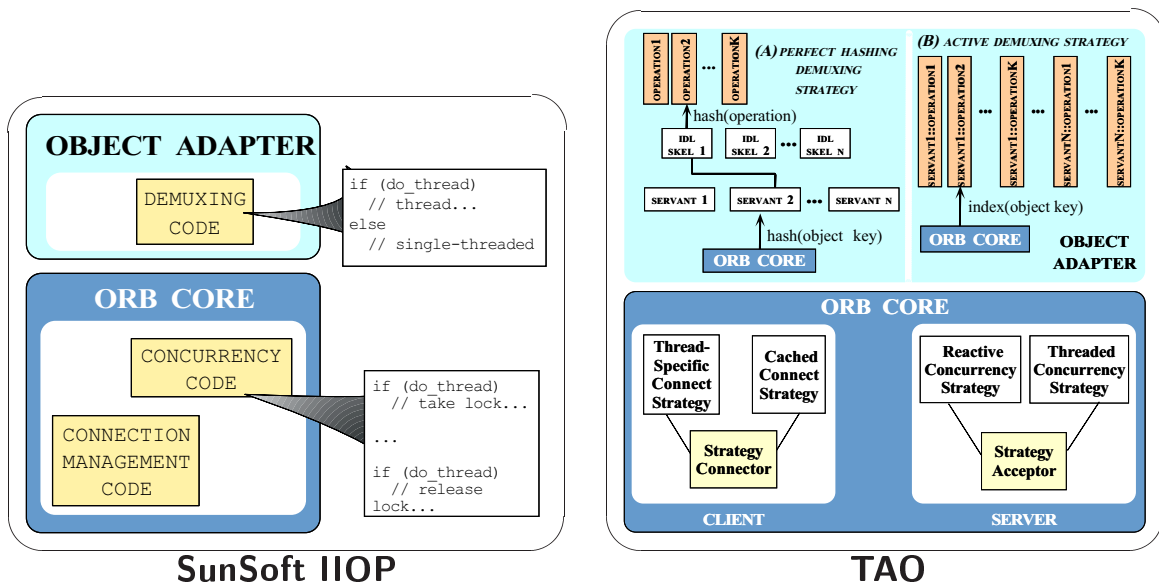 OBJECT ADAPTER
DEMUXING
CODE
if (do_thread)
// thread...
else
// single-threaded
ORB CORE
CONCURRENCY
CODE
CONNECTION
MANAGEMENT
CODE
if (do_thread)
// take lock...
...
if (do_thread)
// release
lock...
SunSoft IIOP
(A) PERFECT HASHING
DEMUXING
STRATEGY
OPERATION1
OPERATION2
...
OPERATIONK
hash(operation)
IDL
SKEL 1
IDL
SKEL 2
...
IDL
SKEL N
SERVANT 1
SERVANT 2
...
SERVANT N
hash(object key)
ORB CORE
(B) ACTIVE DEMUXING STRATEGY
SERVANT1::OPERATION1
SERVANT1::OPERATION2
...
SERVANT1::OPERATIONK
...
SERVANTN::OPERATION1
...
SERVANTN::OPERATIONK
index(object key)
ORB CORE
OBJECT
ADAPTER
ORB CORE
Thread-
Specific
Connect
Strategy
Cached
Connect
Strategy
Strategy
Connector
CLIENT
Reactive
Concurrency
Strategy
Threaded
Concurrency
Strategy
Strategy
Acceptor
SERVER
TAO